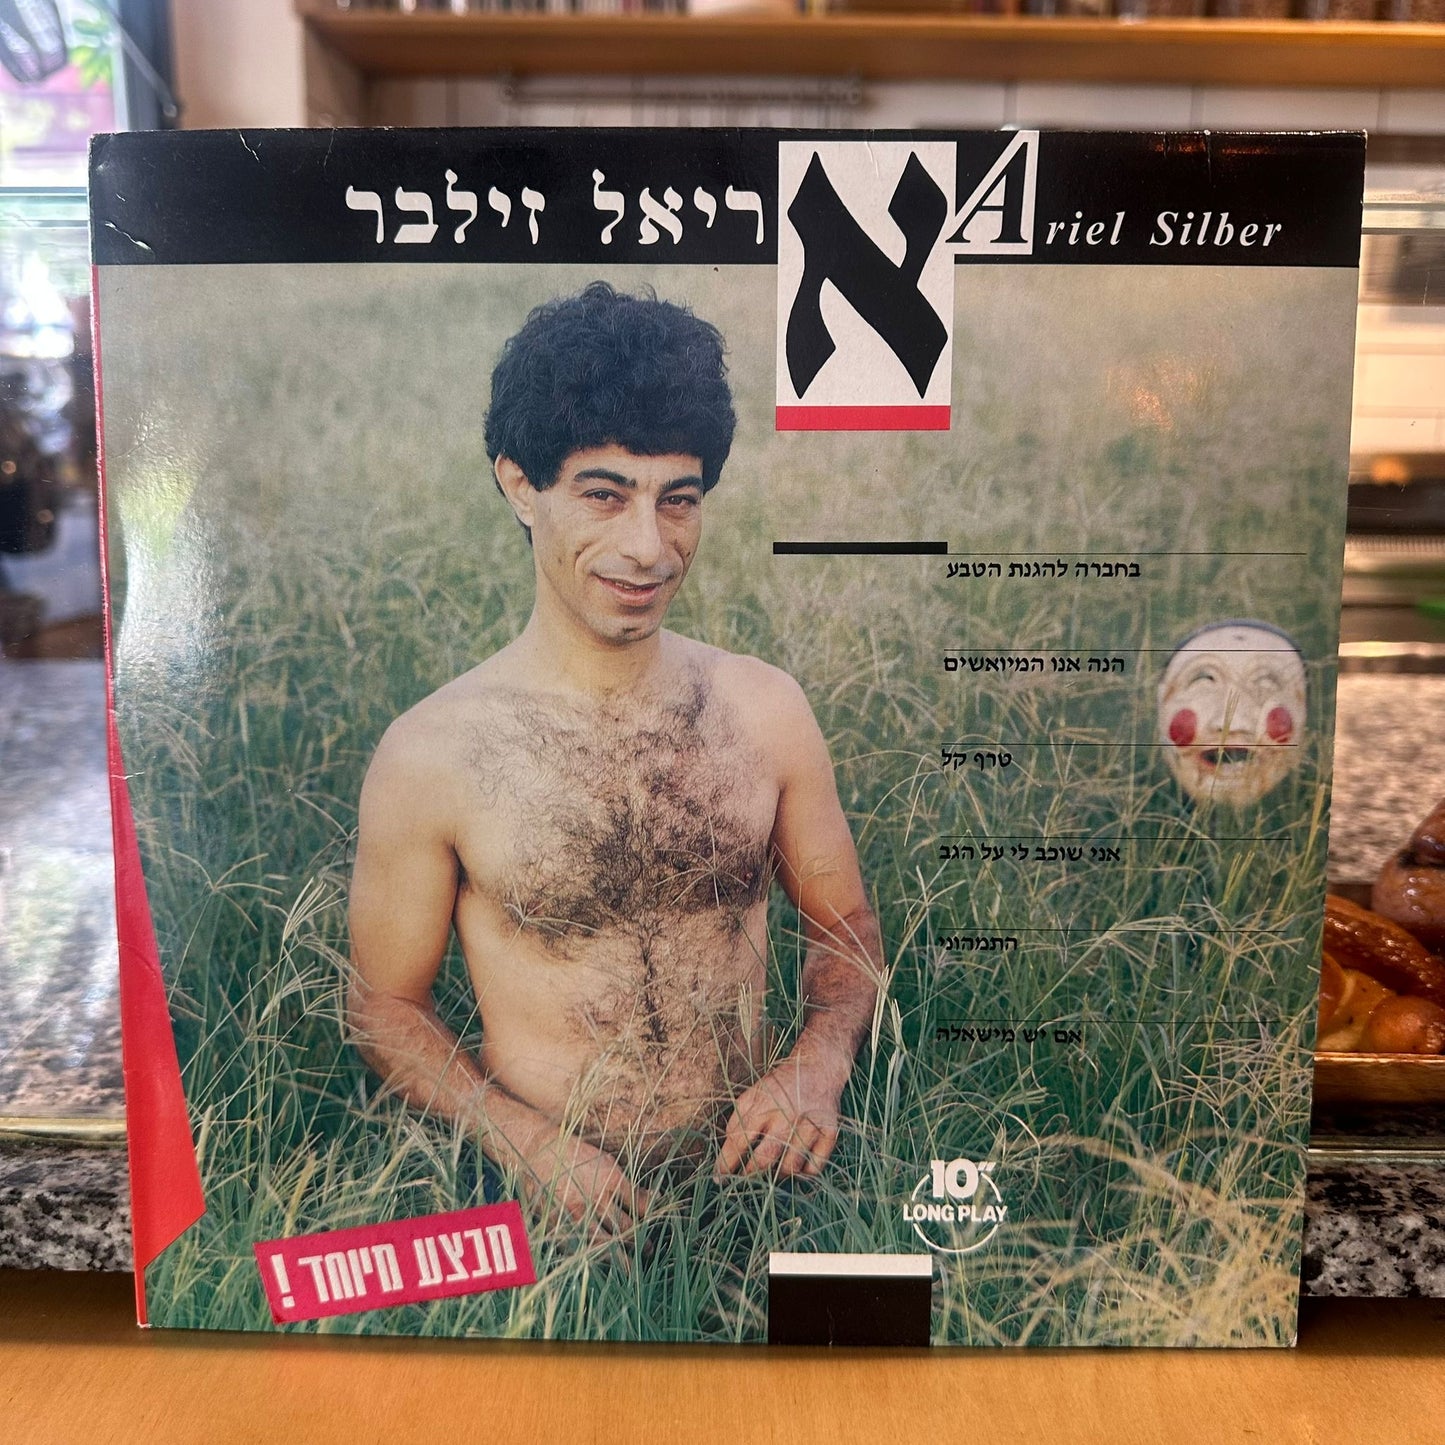 אריאל זילבר
Ariel Silber
בחברה להגנת הטבע
הנה אנו המיואשים
טרף קל
אני שוכב לי על הגב
התמהוני
אם יש מישאלה
10"
LONG PLAY
מבצע מיוחד !